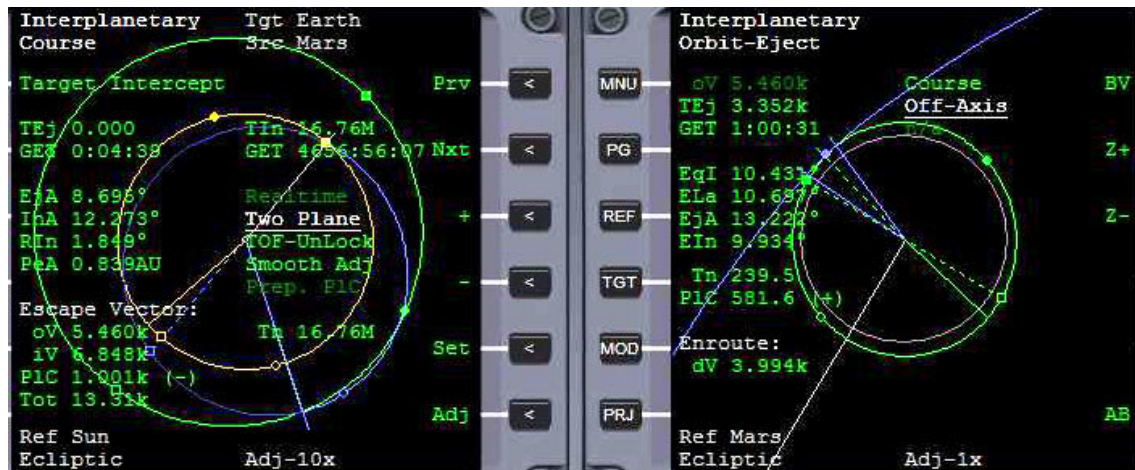 Interplanetary Tgt Earth
Course Src Mars
Target Intercept Prv
TEj 0.000 TIn 16.76M
GET 0:04:39 GET 4656:56:07 Nxt
EjA 8.695° Realtime
InA 12.273° Two Plane +
RIn 1.849° TOF-UnLock
PeA 0.839AU Smooth Adj
Prep. PlC -
Escape Vector:
oV 5.460k Tn 16.76M
iV 6.848k Set
PlC 1.001k (-)
Tot 13.31k
Adj
Ref Sun
Ecliptic Adj-10x
< MNU
< PG
< REF
< TGT
< MOD
< PRJ
Interplanetary
Orbit-Eject
oV 5.460k Course BV
TEj 3.352k Off-Axis
GET 1:00:31
Z+
EqI
ELa 10.697°
EjA 13.222° Z-
EIn 9.934°
Tn 239.5
PlC 581.6 (+)
Enroute:
dV 3.994k
AB
Ref Mars
Ecliptic Adj-1x